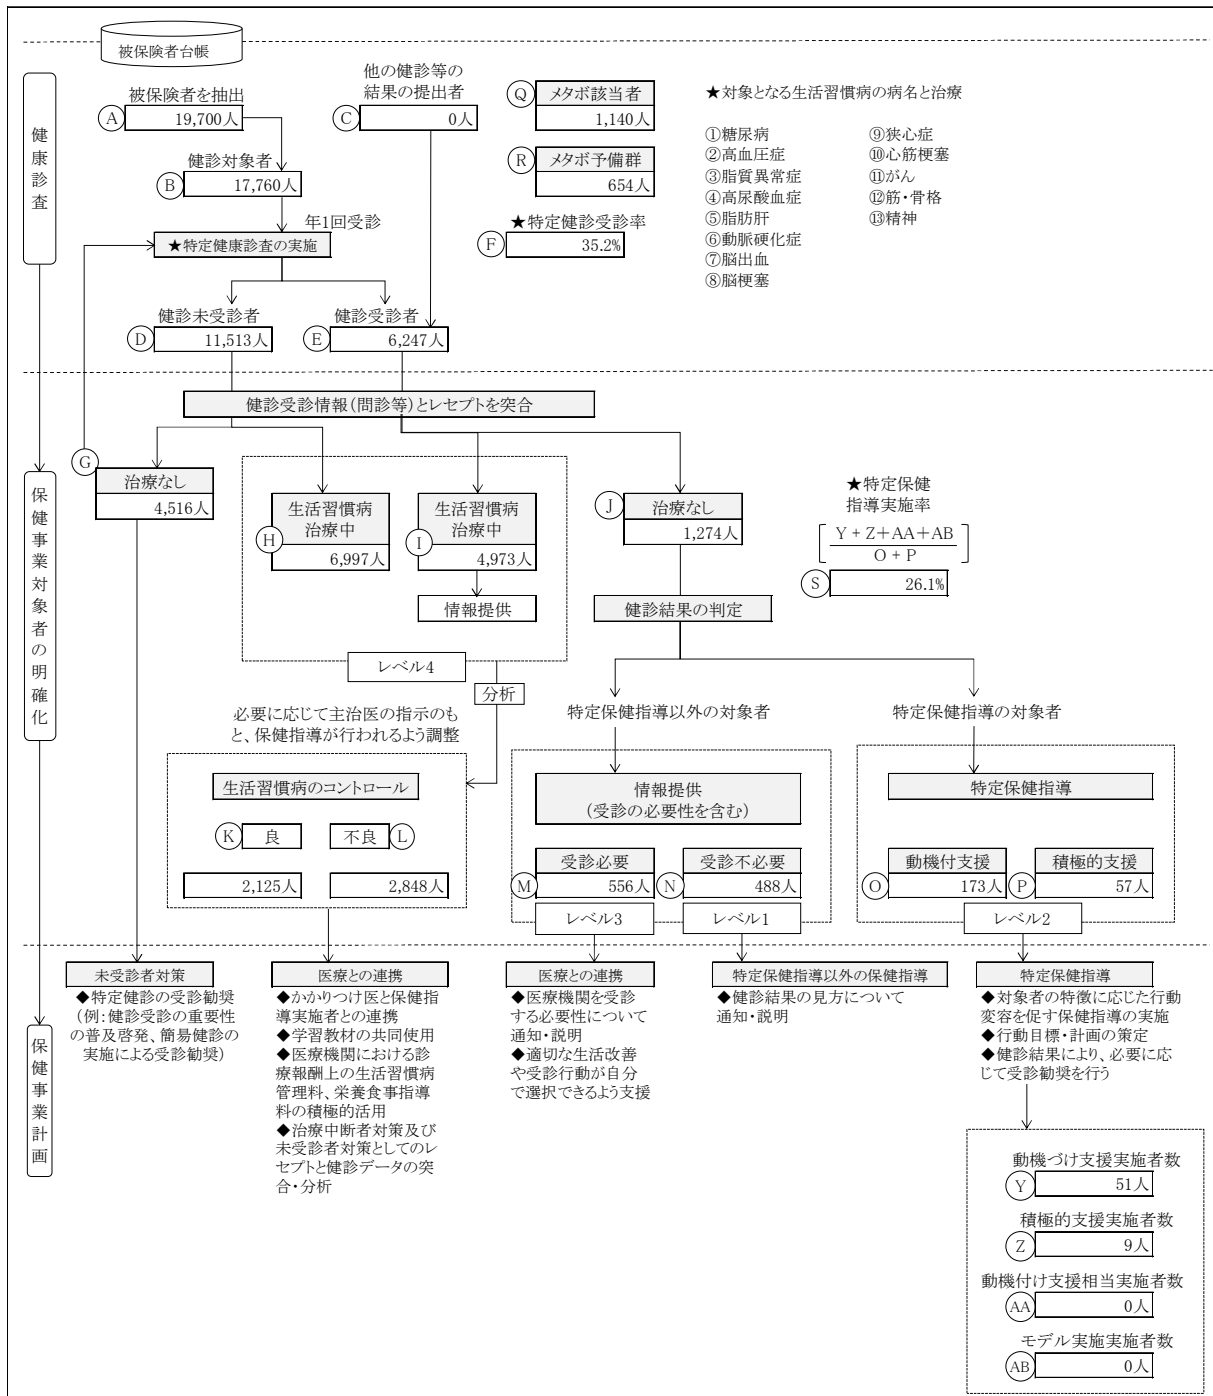 被保険者台帳
健康診査
被保険者を抽出
A
19,700人
他の健診等の
結果の提出者
C
0人
健診対象者
B
17,760人
年1回受診
★特定健康診査の実施
Q
メタボ該当者
1,140人
R
メタボ予備群
654人
★特定健診受診率
F
35.2%
★対象となる生活習慣病の病名と治療
①糖尿病
②高血圧症
③脂質異常症
④高尿酸血症
⑤脂肪肝
⑥動脈硬化症
⑦脳出血
⑧脳梗塞
⑨狭心症
⑩心筋梗塞
⑪がん
⑫筋・骨格
⑬精神
健診未受診者
D
11,513人
健診受診者
E
6,247人
保健事業対象者の明確化
健診受診情報(問診等)とレセプトを突合
G
治療なし
4,516人
生活習慣病
治療中
H
6,997人
生活習慣病
治療中
I
4,973人
情報提供
レベル4
分析
J
治療なし
1,274人
健診結果の判定
★特定保健
指導実施率
Y+Z+AA+AB
O+P
S
26.1%
必要に応じて主治医の指示のも
と、保健指導が行われるよう調整
生活習慣病のコントロール
K
良
不良
L
2,125人
2,848人
特定保健指導以外の対象者
情報提供
(受診の必要性を含む)
受診必要
M
556人
受診不必要
N
488人
レベル3
レベル1
特定保健指導の対象者
特定保健指導
動機付支援
O
173人
積極的支援
P
57人
レベル2
保健事業計画
未受診者対策
◆特定健診の受診勧奨
(例:健診受診の重要性
の普及啓発、簡易健診の
実施による受診勧奨)
医療との連携
◆かかりつけ医と保健指
導実施者との連携
◆学習教材の共同使用
◆医療機関における診
療報酬上の生活習慣病
管理料、栄養食事指導
料の積極的活用
◆治療中断者対策及び
未受診者対策としてのレ
セプトと健診データの突
合・分析
医療との連携
◆医療機関を受診
する必要性について
通知・説明
◆適切な生活改善
や受診行動が自分
で選択できるよう支援
特定保健指導以外の保健指導
◆健診結果の見方について
通知・説明
特定保健指導
◆対象者の特徴に応じた行動
変容を促す保健指導の実施
◆行動目標・計画の策定
◆健診結果により、必要に応
じて受診勧奨を行う
動機づけ支援実施者数
Y
51人
積極的支援実施者数
Z
9人
動機付け支援相当実施者数
AA
0人
モデル実施実施者数
AB
0人